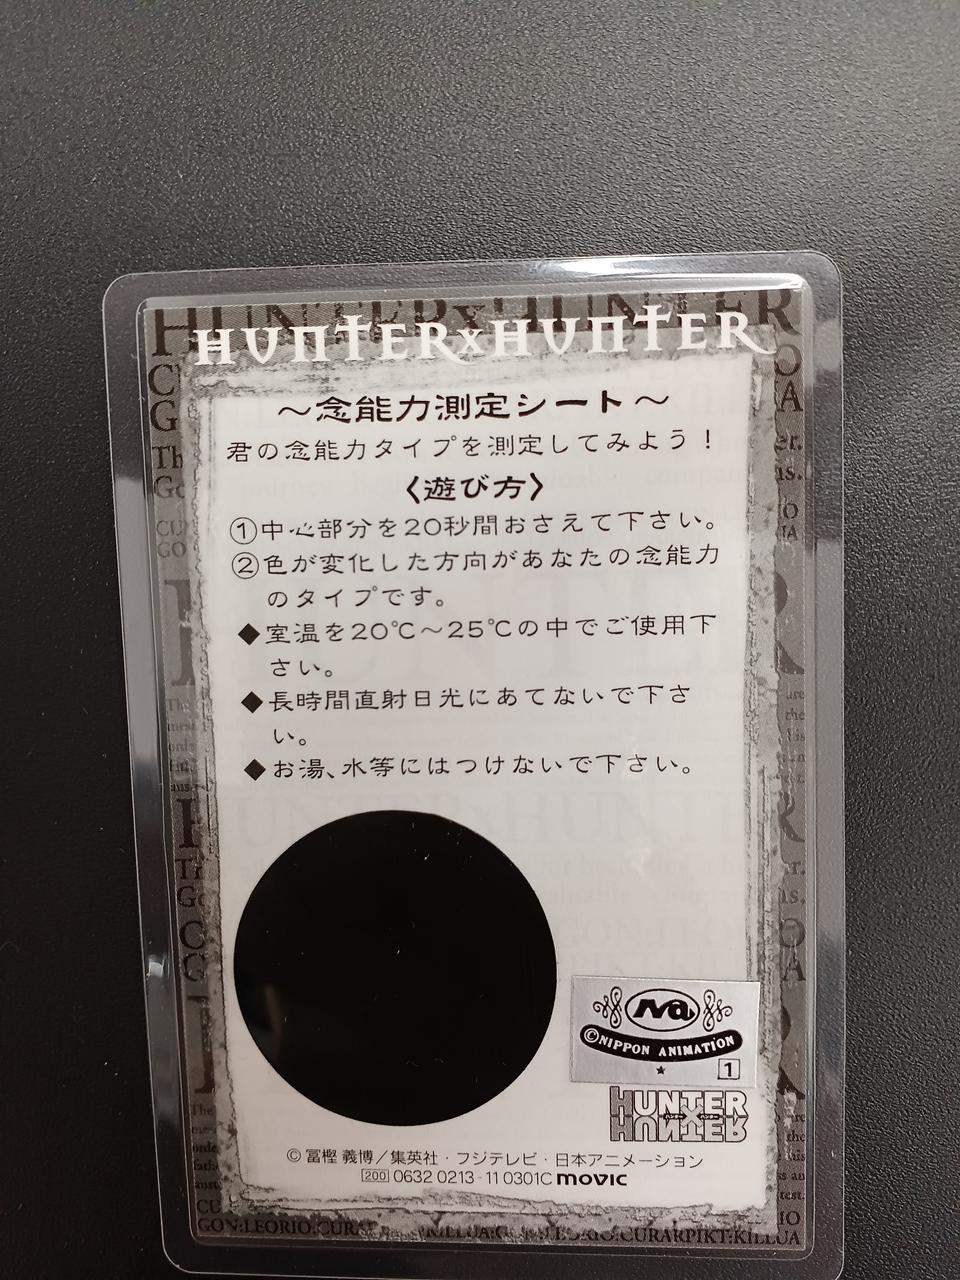 HUNTER×HUNTER
～念能力測定シート～
君の念能力タイプを測定してみよう！
〈遊び方〉
①中心部分を20秒間おさえて下さい。
②色が変化した方向があなたの念能力
のタイプです。
◆室温を20℃～25℃の中でご使用下
さい。
◆長時間直射日光にあてないで下さ
い。
◆お湯、水等にはつけないで下さい。
©NIPPON ANIMATION
1
HUNTER
×
HUNTER
© 冨樫 義博／集英社・フジテレビ・日本アニメーション
200 0632 0213-11 0301C movic
GON:LEORIO:CURARPIKT:KILLUA